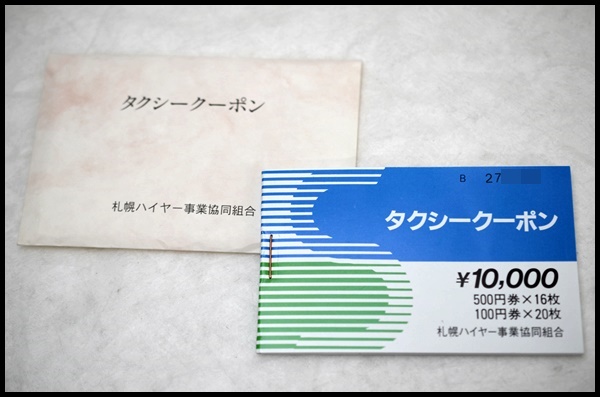 タクシークーポン
札幌ハイヤー事業協同組合
B 27
タクシークーポン
¥10,000
500円券×16枚
100円券×20枚
札幌ハイヤー事業協同組合